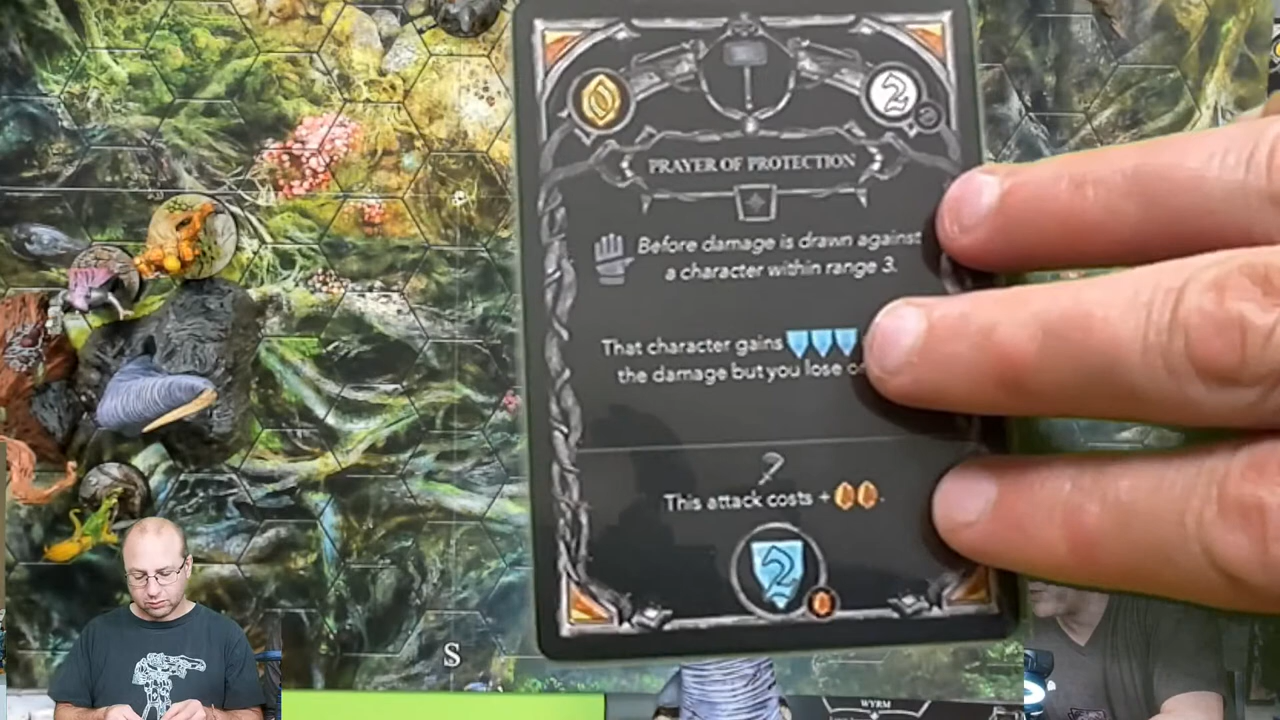 0
2
PRAYER OF PROTECTION
Before damage is drawn against
a character within range 3.
That character gains
the damage but you lose
This attack costs +
2
S
WYRM